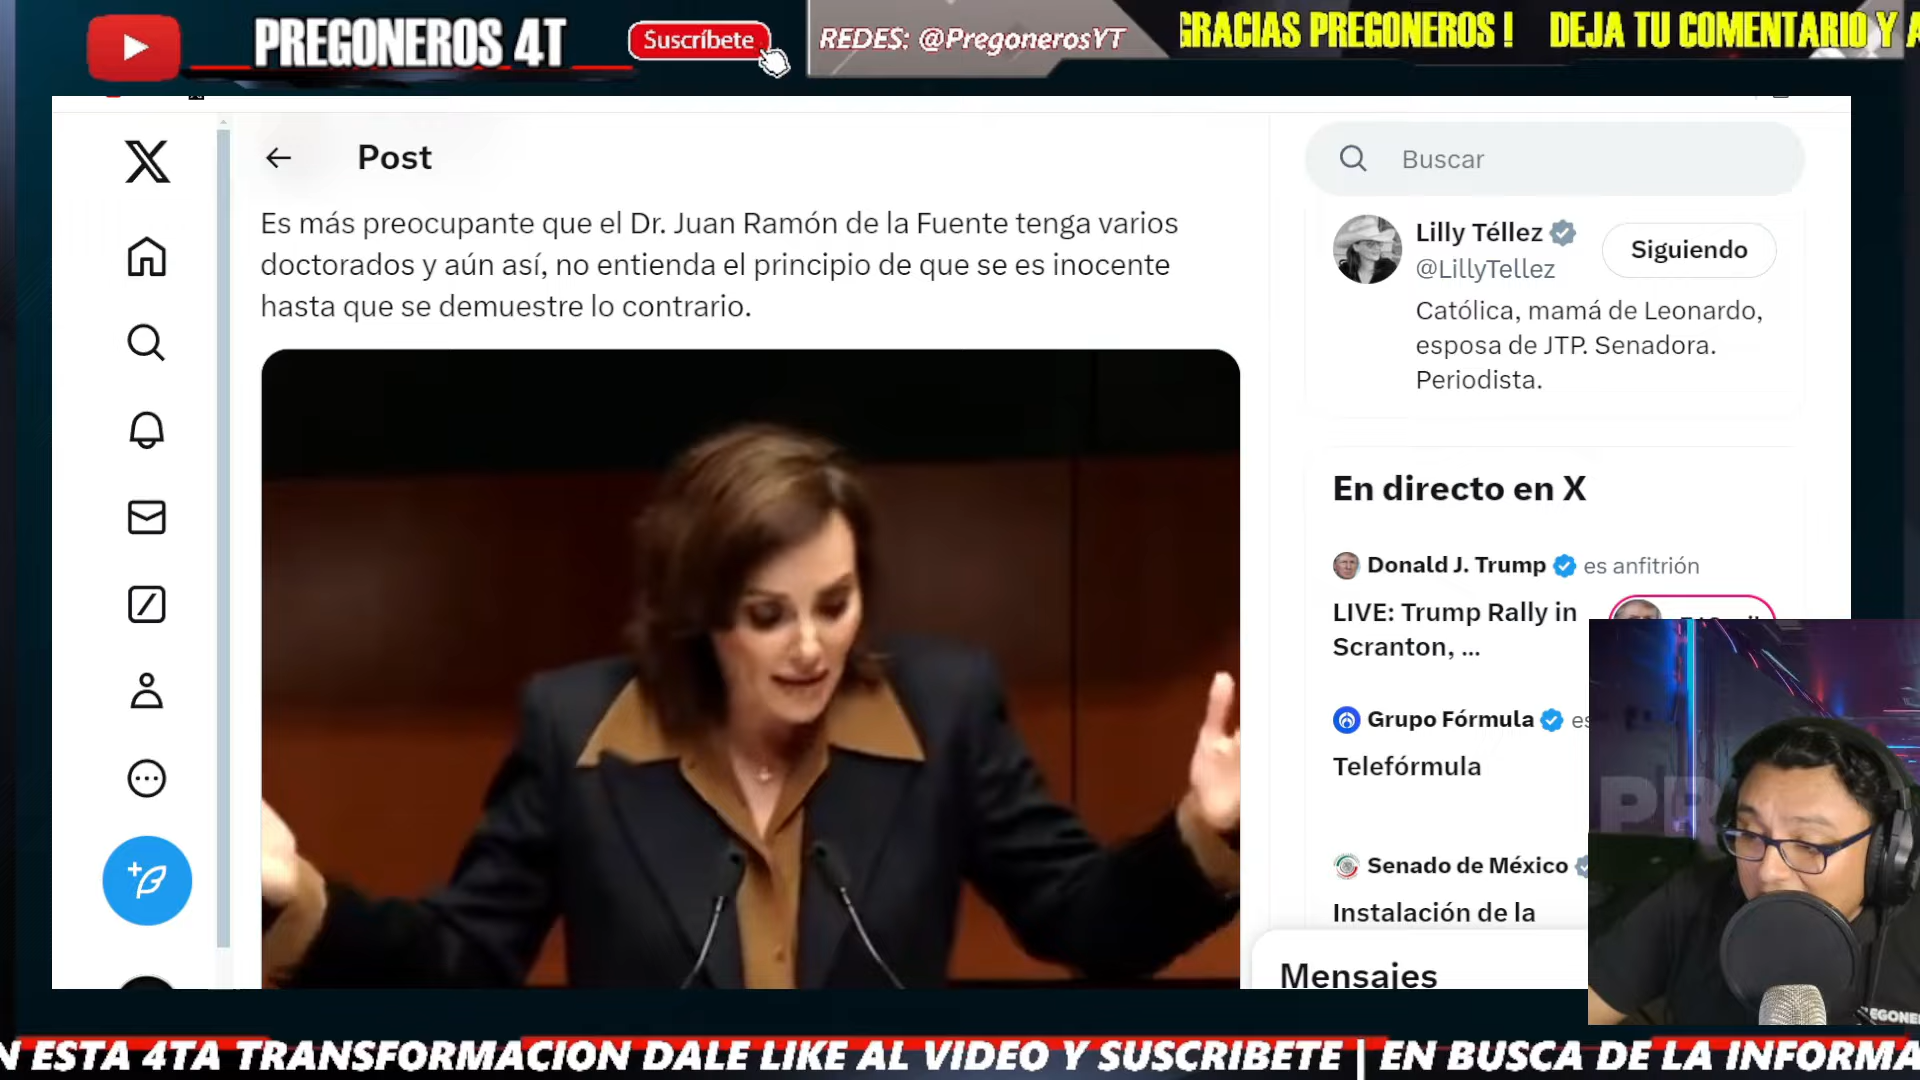 PREGONEROS 4T
Suscríbete
REDES: @PregonerosYT
GRACIAS PREGONEROS ! DEJA TU COMENTARIO Y
Post
Es más preocupante que el Dr. Juan Ramón de la Fuente tenga varios
doctorados y aún así, no entienda el principio de que se es inocente
hasta que se demuestre lo contrario.
Buscar
Lilly Téllez
@LillyTellez
Siguiendo
Católica, mamá de Leonardo,
esposa de JTP. Senadora.
Periodista.
En directo en X
Donald J. Trump es anfitrión
LIVE: Trump Rally in
Scranton, ...
Grupo Fórmula
Telefórmula
Senado de México
Instalación de la
Mensajes
ESTA 4TA TRANSFORMACION DALE LIKE AL VIDEO Y SUSCRIBETE | EN BUSCA DE LA INFORMA